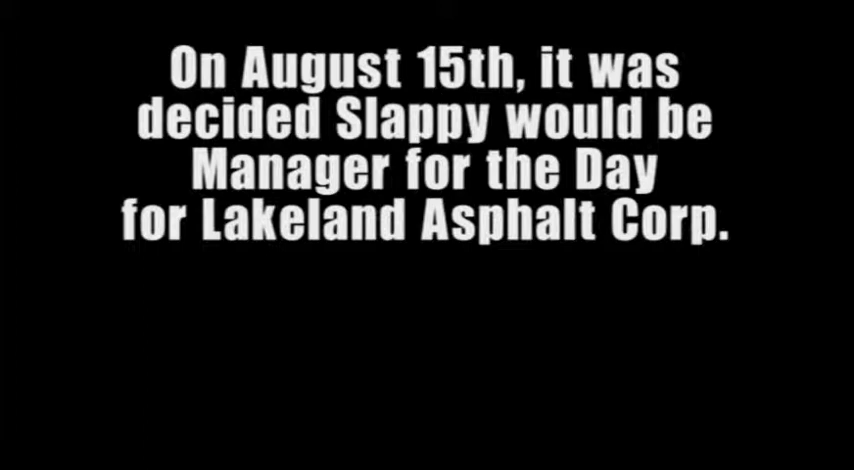 On August 15th, it was
decided Slappy would be
Manager for the Day
for Lakeland Asphalt Corp.